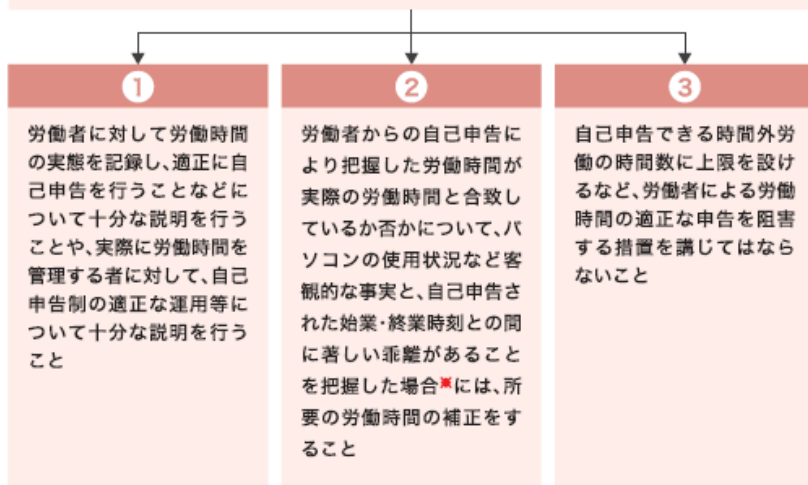 1
労働者に対して労働時間
の実態を記録し、適正に自
己申告を行うことなどに
ついて十分な説明を行う
ことや、実際に労働時間を
管理する者に対して、自己
申告制の適正な運用等に
ついて十分な説明を行う
こと
2
労働者からの自己申告に
より把握した労働時間が
実際の労働時間と合致し
ているか否かについて、パ
ソコンの使用状況など客
観的な事実と、自己申告さ
れた始業・終業時刻との間
に著しい乖離があること
を把握した場合※には、所
要の労働時間の補正をす
ること
3
自己申告できる時間外労
働の時間数に上限を設け
るなど、労働者による労働
時間の適正な申告を阻害
する措置を講じてはなら
ないこと